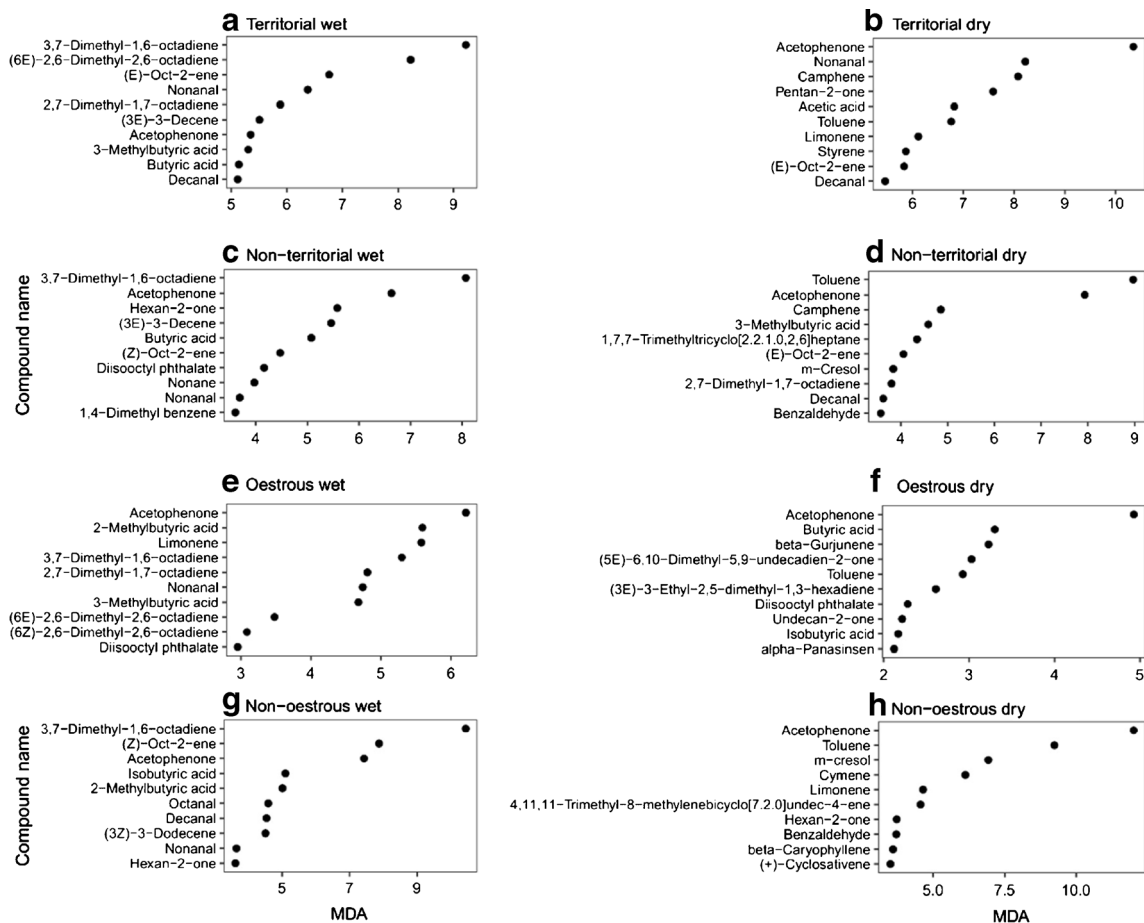 a Territorial wet
3,7−Dimethyl−1,6−octadiene
(6E)−2,6−Dimethyl−2,6−octadiene
(E)−Oct−2−ene
Nonanal
2,7−Dimethyl−1,7−octadiene
(3E)−3−Decene
Acetophenone
3−Methylbutyric acid
Butyric acid
Decanal
5 6 7 8 9
b Territorial dry
Acetophenone
Nonanal
Camphene
Pentan−2−one
Acetic acid
Toluene
Limonene
Styrene
(E)−Oct−2−ene
Decanal
6 7 8 9 10
Compound name
c Non−territorial wet
3,7−Dimethyl−1,6−octadiene
Acetophenone
Hexan−2−one
(3E)−3−Decene
Butyric acid
(Z)−Oct−2−ene
Diisooctyl phthalate
Nonane
Nonanal
1,4−Dimethyl benzene
4 5 6 7 8
d Non−territorial dry
Toluene
Acetophenone
Camphene
3−Methylbutyric acid
1,7,7−Trimethyltricyclo[2.2.1.0,2,6]heptane
(E)−Oct−2−ene
m−Cresol
2,7−Dimethyl−1,7−octadiene
Decanal
Benzaldehyde
4 5 6 7 8 9
e Oestrous wet
Acetophenone
2−Methylbutyric acid
Limonene
3,7−Dimethyl−1,6−octadiene
2,7−Dimethyl−1,7−octadiene
Nonanal
3−Methylbutyric acid
(6E)−2,6−Dimethyl−2,6−octadiene
(6Z)−2,6−Dimethyl−2,6−octadiene
Diisooctyl phthalate
3 4 5 6
f Oestrous dry
Acetophenone
Butyric acid
beta−Gurjunene
(5E)−6,10−Dimethyl−5,9−undecadien−2−one
Toluene
(3E)−3−Ethyl−2,5−dimethyl−1,3−hexadiene
Diisooctyl phthalate
Undecan−2−one
Isobutyric acid
alpha−Panasinsen
2 3 4 5
Compound name
g Non−oestrous wet
3,7−Dimethyl−1,6−octadiene
(Z)−Oct−2−ene
Acetophenone
Isobutyric acid
2−Methylbutyric acid
Octanal
Decanal
(3Z)−3−Dodecene
Nonanal
Hexan−2−one
5 7 9
MDA
h Non−oestrous dry
Acetophenone
Toluene
m−cresol
Cymene
Limonene
4,11,11−Trimethyl−8−methylenebicyclo[7.2.0]undec−4−ene
Hexan−2−one
Benzaldehyde
beta−Caryophyllene
(+)−Cyclosativene
5.0 7.5 10.0
MDA